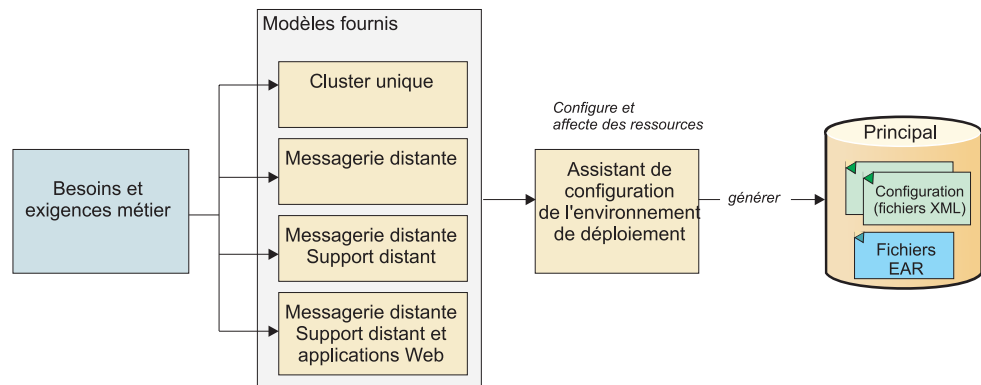 Modèles fournis
Cluster unique
Messagerie distante
Messagerie distante
Support distant
Messagerie distante
Support distant et
applications Web
Besoins et
exigences métier
Configure et
affecte des ressources
Assistant de
configuration
de l'environnement
de déploiement
générer
Principal
Configuration
(fichiers XML)
Fichiers
EAR